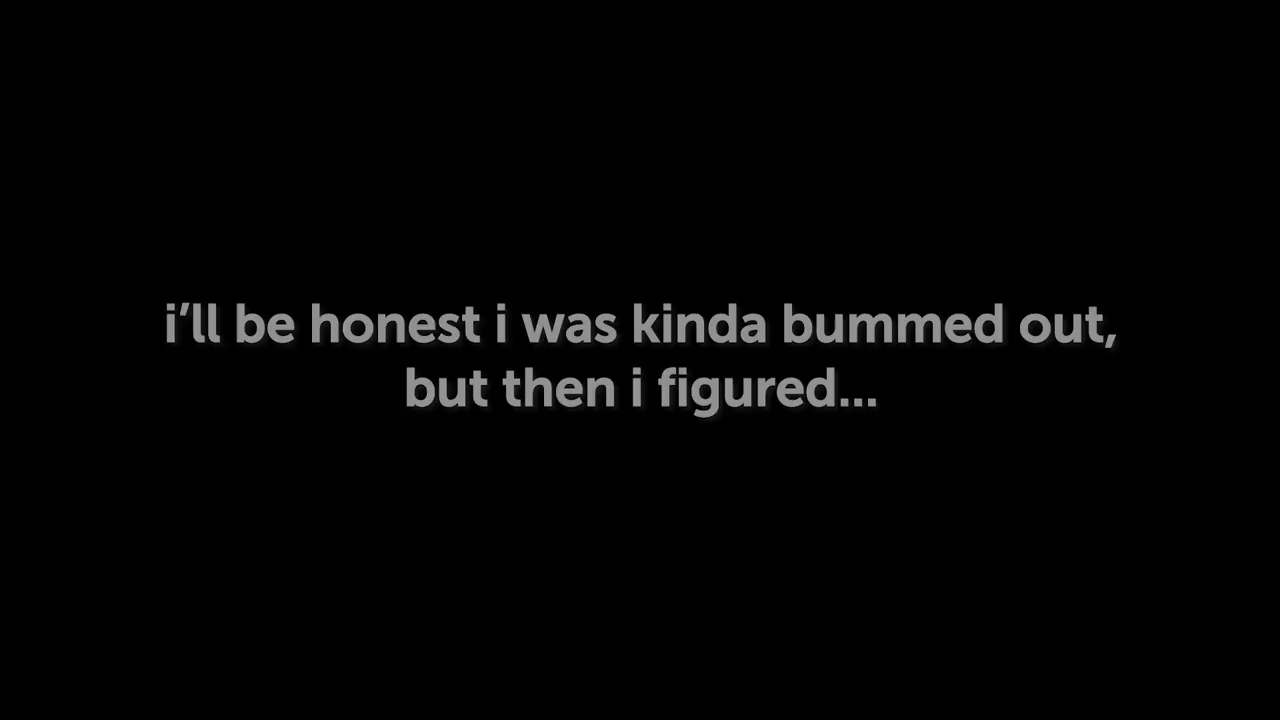 i’ll be honest i was kinda bummed out,
but then i figured...